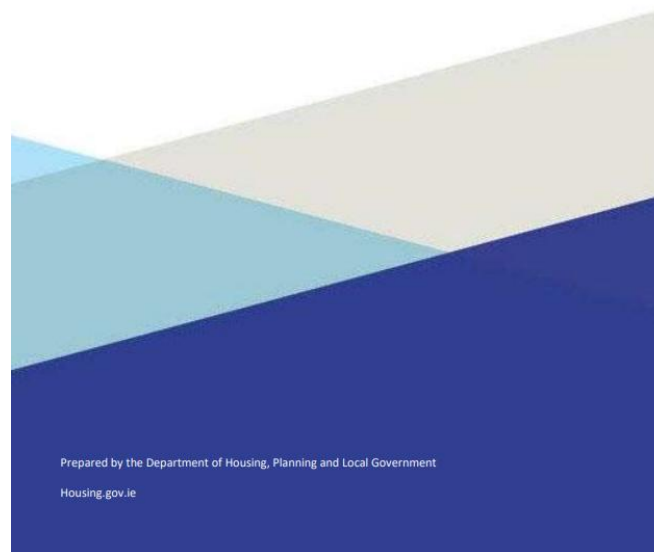 Prepared by the Department of Housing, Planning and Local Government
Housing.gov.ie